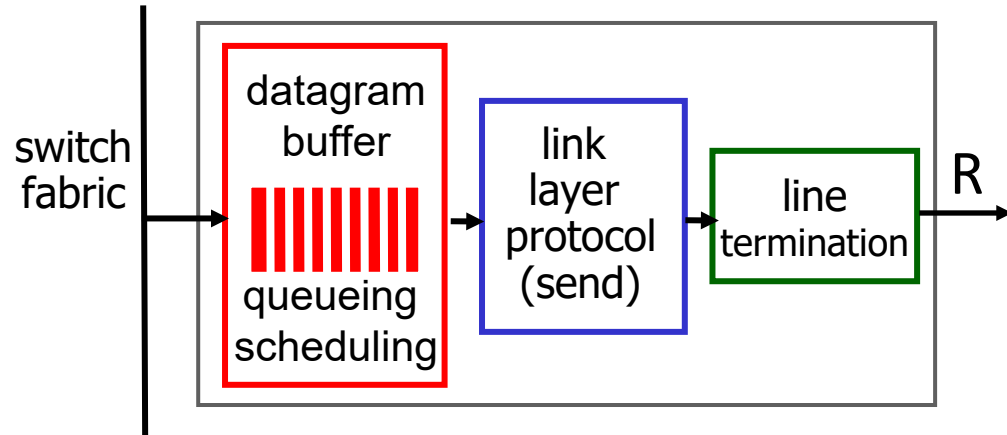 switch
fabric
datagram
buffer
queueing
scheduling
link
layer
protocol
(send)
line
termination
R